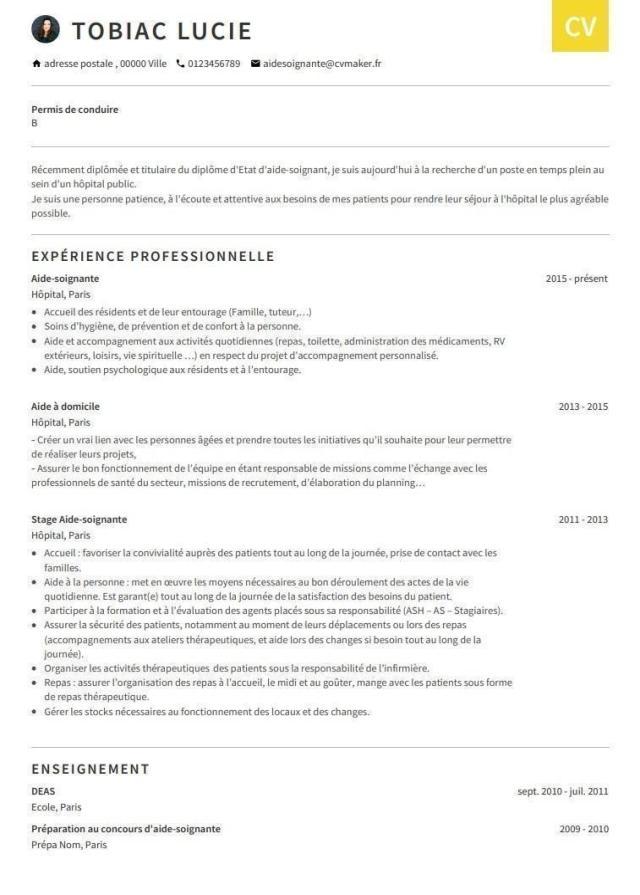 TOBIAC LUCIE
CV
adresse postale , 00000 Ville 0123456789 aidesoignante@cvmaker.fr
Permis de conduire
B
Récemment diplômée et titulaire du diplôme d'Etat d'aide-soignant, je suis aujourd'hui à la recherche d'un poste en temps plein au
sein d'un hôpital public.
Je suis une personne patience, à l'écoute et attentive aux besoins de mes patients pour rendre leur séjour à l'hôpital le plus agréable
possible.
EXPÉRIENCE PROFESSIONNELLE
Aide-soignante 2015 - présent
Hôpital, Paris
• Accueil des résidents et de leur entourage (Famille, tuteur,…)
• Soins d'hygiène, de prévention et de confort à la personne.
• Aide et accompagnement aux activités quotidiennes (repas, toilette, administration des médicaments, RV
extérieurs, loisirs, vie spirituelle …) en respect du projet d'accompagnement personnalisé.
• Aide, soutien psychologique aux résidents et à l'entourage.
Aide à domicile 2013 - 2015
Hôpital, Paris
- Créer un vrai lien avec les personnes âgées et prendre toutes les initiatives qu'il souhaite pour leur permettre
de réaliser leurs projets,
- Assurer le bon fonctionnement de l'équipe en étant responsable de missions comme l'échange avec les
professionnels de santé du secteur, missions de recrutement, d'élaboration du planning…
Stage Aide-soignante 2011 - 2013
Hôpital, Paris
• Accueil : favoriser la convivialité auprès des patients tout au long de la journée, prise de contact avec les
familles.
• Aide à la personne : met en œuvre les moyens nécessaires au bon déroulement des actes de la vie
quotidienne. Est garant(e) tout au long de la journée de la satisfaction des besoins du patient.
• Participer à la formation et à l'évaluation des agents placés sous sa responsabilité (ASH – AS – Stagiaires).
• Assurer la sécurité des patients, notamment au moment de leurs déplacements ou lors des repas
(accompagnements aux ateliers thérapeutiques, et aide lors des changes si besoin tout au long de la
journée).
• Organiser les activités thérapeutiques des patients sous la responsabilité de l'infirmière.
• Repas : assurer l'organisation des repas à l'accueil, le midi et au goûter, mange avec les patients sous forme
de repas thérapeutique.
• Gérer les stocks nécessaires au fonctionnement des locaux et des changes.
ENSEIGNEMENT
DEAS sept. 2010 - juil. 2011
Ecole, Paris
Préparation au concours d'aide-soignante 2009 - 2010
Prépa Nom, Paris